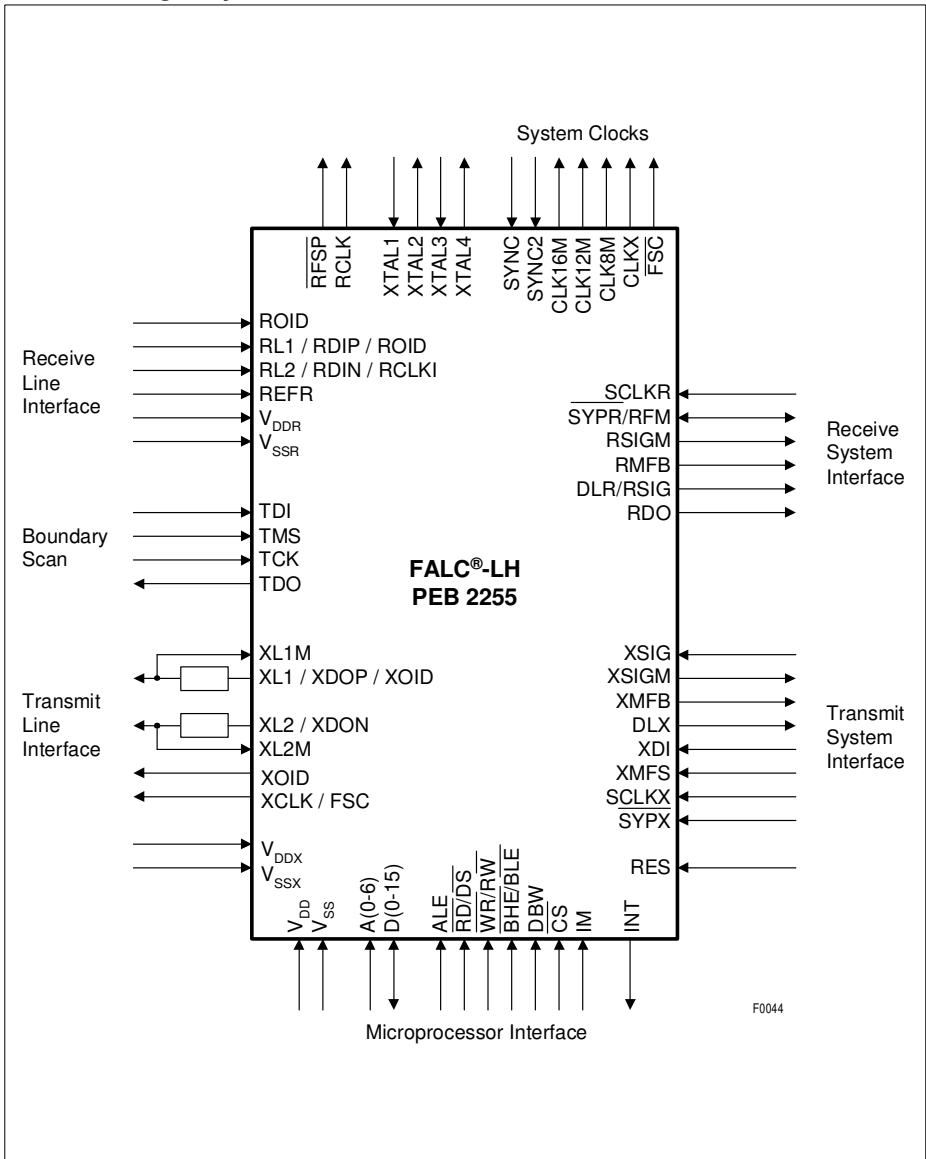 System Clocks
RFSP
RCLK
XTAL1
XTAL2
XTAL3
XTAL4
SYNC
SYNC2
CLK16M
CLK12M
CLK8M
CLKX
FSC
Receive
Line
Interface
ROID
RL1 / RDIP / ROID
RL2 / RDIN / RCLKI
REFR
VDDR
VSSR
Boundary
Scan
TDI
TMS
TCK
TDO
FALC®-LH
PEB 2255
SCLKR
SYPR/RFM
RSIGM
RMFB
DLR/RSIG
RDO
Receive
System
Interface
Transmit
Line
Interface
XL1M
XL1 / XDOP / XOID
XL2 / XDON
XL2M
XOID
XCLK / FSC
VDDX
VSSX
XSIG
XSIGM
XMFB
DLX
XDI
XMFS
SCLKX
SYPX
RES
Transmit
System
Interface
VDD
VSS
A(0-6)
D(0-15)
ALE
RD/DS
WR/RW
BHE/BLE
DBW
CS
IM
INT
Microprocessor Interface
F0044